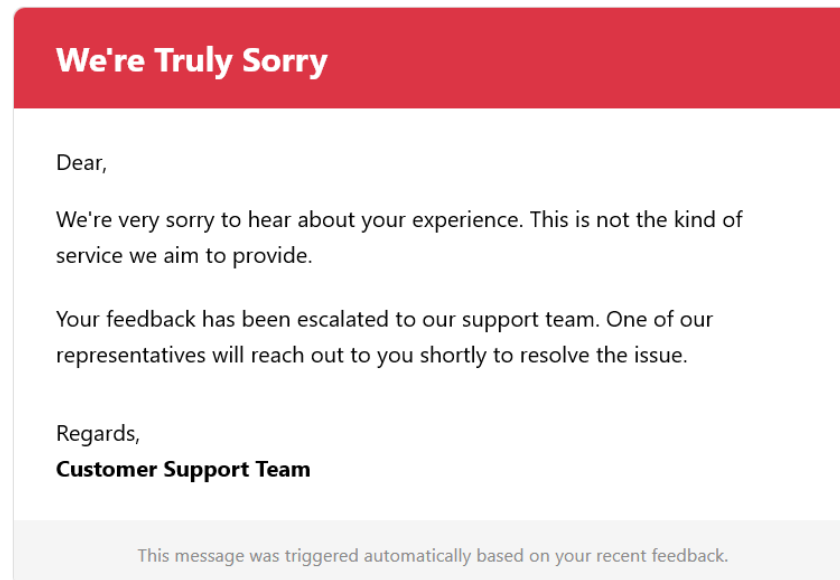 We're Truly Sorry
Dear,
We're very sorry to hear about your experience. This is not the kind of
service we aim to provide.
Your feedback has been escalated to our support team. One of our
representatives will reach out to you shortly to resolve the issue.
Regards,
Customer Support Team
This message was triggered automatically based on your recent feedback.